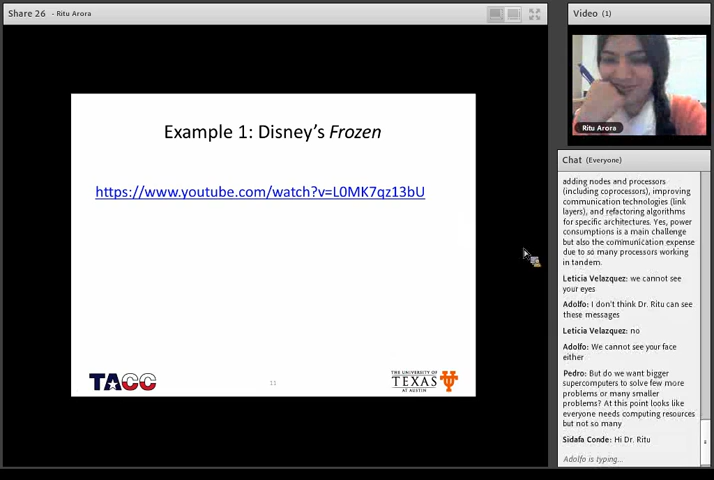 Share 26 - Ritu Arora
Example 1: Disney's Frozen
https://www.youtube.com/watch?v=L0MK7qz13bU
TACC
11
THE UNIVERSITY OF
TEXAS
AT AUSTIN
Video (1)
Ritu Arora
Chat (Everyone)
adding nodes and processors
(including coprocessors), improving
communication technologies (link
layers), and refactoring algorithms
for specific architectures. Yes, power
consumptions is a main challenge
but also the communication expense
due to so many processors working
in tandem.
Leticia Velazquez: we cannot see
your eyes
Adolfo: I don't think Dr. Ritu can see
these messages
Leticia Velazquez: no
Adolfo: We cannot see your face
either
Pedro: But do we want bigger
supercomputers to solve few more
problems or many smaller
problems? At this point looks like
everyone needs computing resources
but not so many
Sidafa Conde: Hi Dr. Ritu
Adolfo is typing...